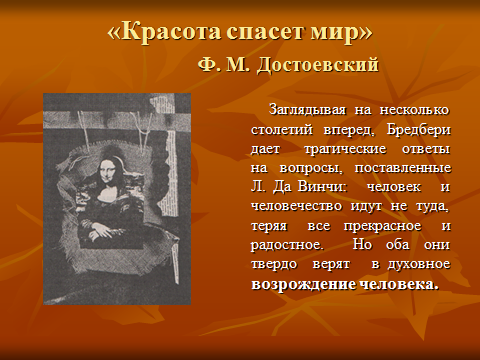 «Красота спасет мир»
Ф. М. Достоевский
Заглядывая на несколько
столетий вперед, Бредбери
дает трагические ответы
на вопросы, поставленные
Л. Да Винчи: человек и
человечество идут не туда,
теряя все прекрасное и
радостное. Но оба они
твердо верят в духовное
возрождение человека.